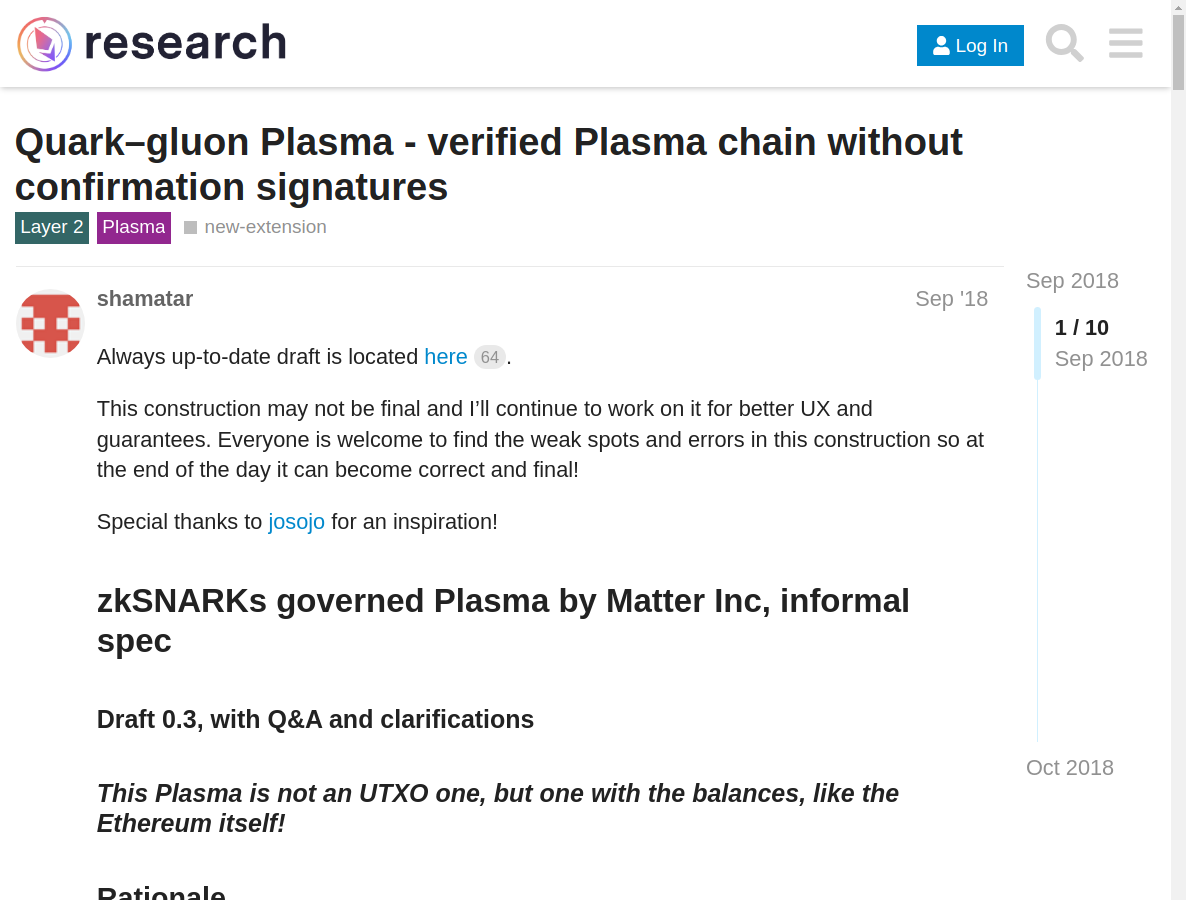 research
Log In
Quark–gluon Plasma - verified Plasma chain without
confirmation signatures
Layer 2 Plasma new-extension
Sep 2018
shamatar Sep '18
1 / 10
Sep 2018
Always up-to-date draft is located here 64.
This construction may not be final and I’ll continue to work on it for better UX and
guarantees. Everyone is welcome to find the weak spots and errors in this construction so at
the end of the day it can become correct and final!
Special thanks to josojo for an inspiration!
zkSNARKs governed Plasma by Matter Inc, informal
spec
Draft 0.3, with Q&A and clarifications
Oct 2018
This Plasma is not an UTXO one, but one with the balances, like the
Ethereum itself!
Rationale